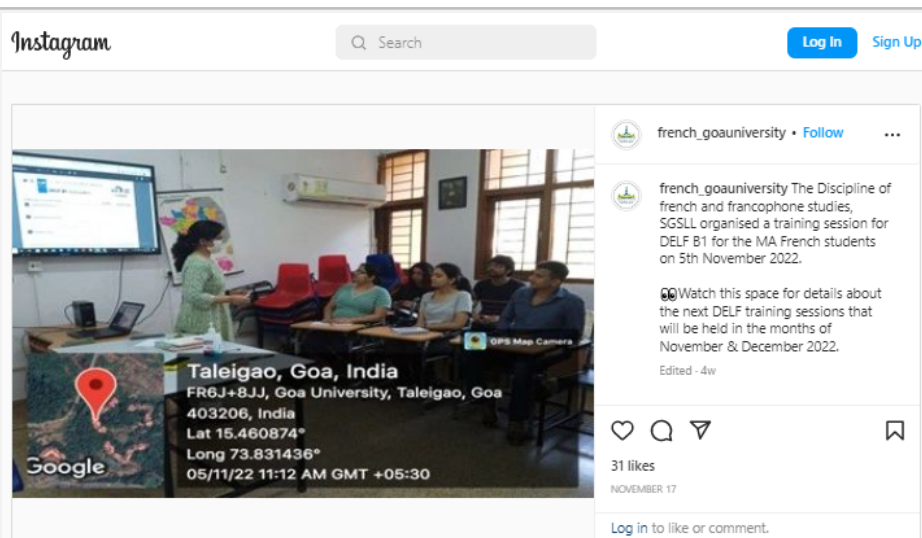 Instagram
Search
Log In
Sign Up
french_goauniversity • Follow
french_goauniversity The Discipline of
french and francophone studies,
SGSLL organised a training session for
DELF B1 for the MA French students
on 5th November 2022.
👀Watch this space for details about
the next DELF training sessions that
will be held in the months of
November & December 2022.
Edited · 4w
GPS Map Camera
Taleigao, Goa, India
FR6J+8JJ, Goa University, Taleigao, Goa
403206, India
Lat 15.460874°
Long 73.831436°
05/11/22 11:12 AM GMT +05:30
Google
31 likes
NOVEMBER 17
Log in to like or comment.